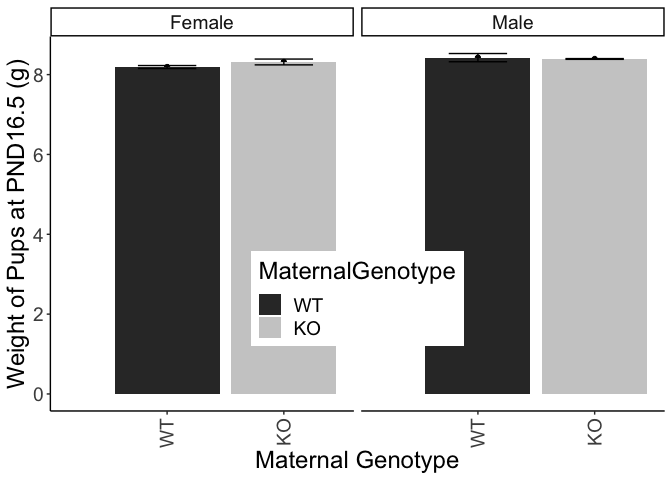 Female
Male
Weight of Pups at PND16.5 (g)
8
6
4
2
0
MaternalGenotype
WT
KO
WT
KO
WT
KO
Maternal Genotype